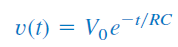 v(t) = V₀e^{−t/RC}